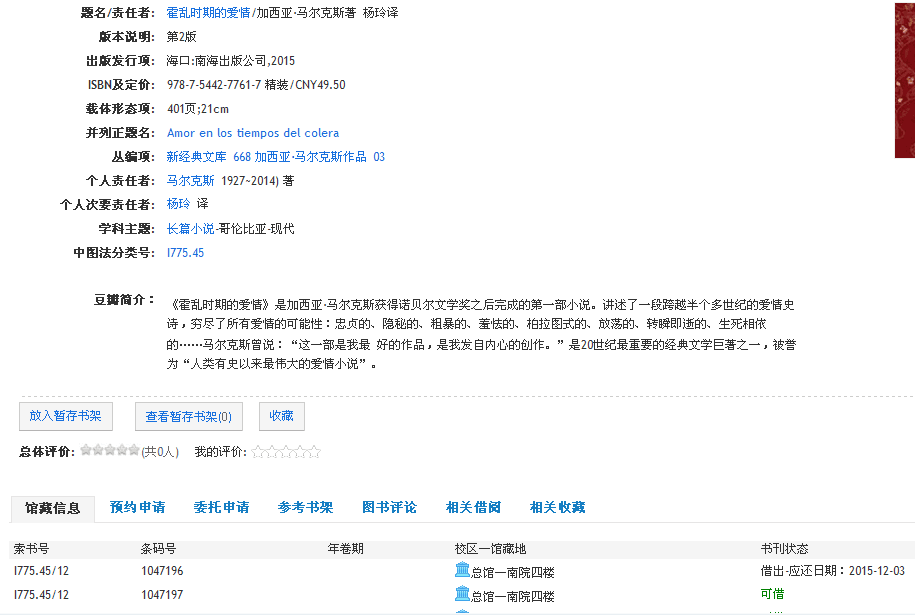 题名/责任者: 霍乱时期的爱情/加西亚·马尔克斯著 杨玲译
版本说明: 第2版
出版发行项: 海口:南海出版公司,2015
ISBN及定价: 978-7-5442-7761-7 精装/CNY49.50
载体形态项: 401页;21cm
并列正题名: Amor en los tiempos del colera
丛编项: 新经典文库 668 加西亚·马尔克斯作品 03
个人责任者: 马尔克斯 1927~2014) 著
个人次要责任者: 杨玲 译
学科主题: 长篇小说-哥伦比亚-现代
中图法分类号: I775.45
豆瓣简介: 《霍乱时期的爱情》是加西亚·马尔克斯获得诺贝尔文学奖之后完成的第一部小说。讲述了一段跨越半个多世纪的爱情史
诗，穷尽了所有爱情的可能性：忠贞的、隐秘的、粗暴的、羞怯的、柏拉图式的、放荡的、转瞬即逝的、生死相依
的……马尔克斯曾说：“这一部是我最 好的作品，是我发自内心的创作。”是20世纪最重要的经典文学巨著之一，被誉
为“人类有史以来最伟大的爱情小说”。
放入暂存书架 查看暂存书架(0) 收藏
总体评价: (共0人) 我的评价:
馆藏信息 预约申请 委托申请 参考书架 图书评论 相关借阅 相关收藏
索书号 条码号 年卷期 校区—馆藏地 书刊状态
I775.45/12 1047196 总馆—南院四楼 借出-应还日期：2015-12-03
I775.45/12 1047197 总馆—南院四楼 可借